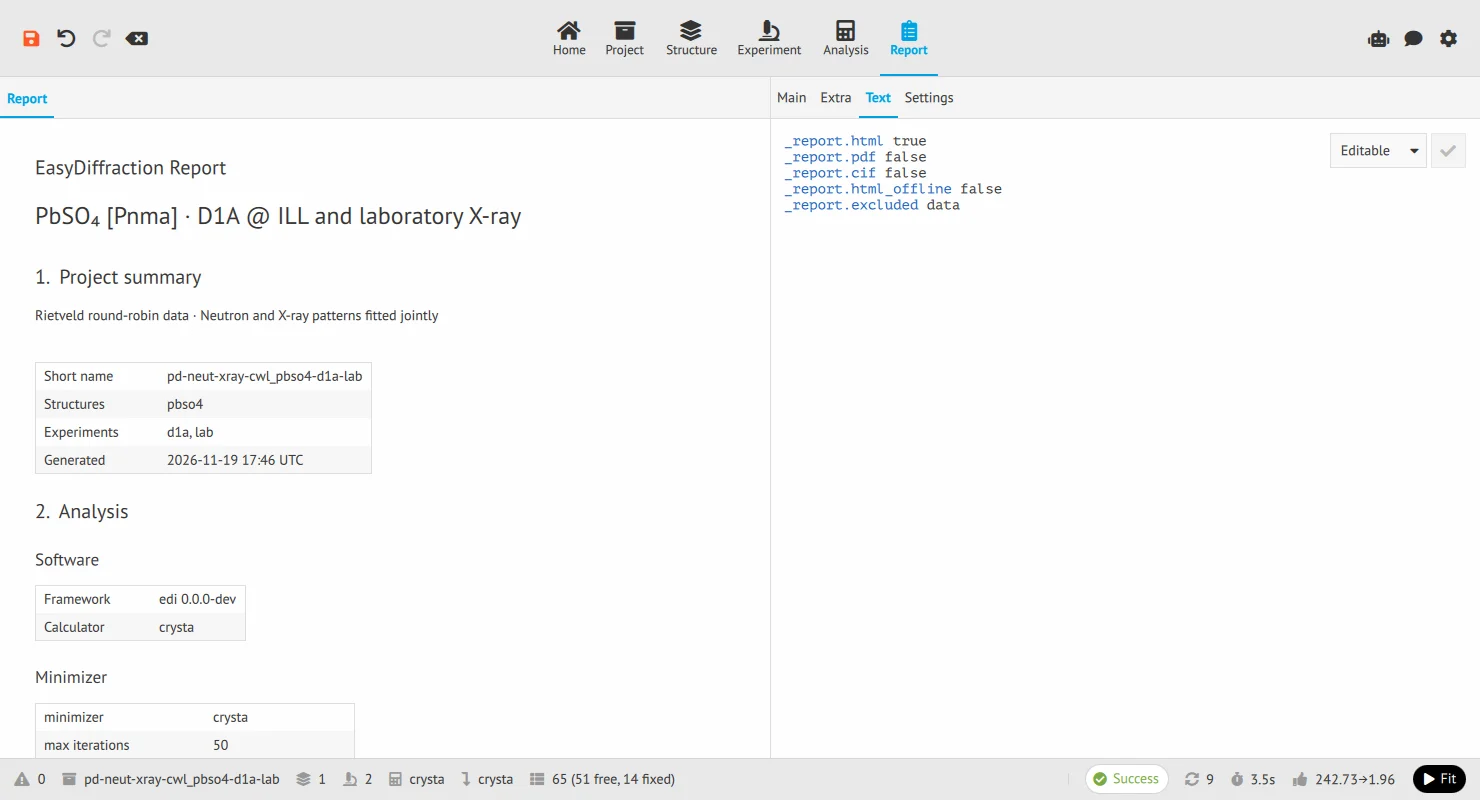 Home Project Structure Experiment Analysis Report
Report
Main Extra Text Settings
EasyDiffraction Report
PbSO₄ [Pnma] · D1A @ ILL and laboratory X-ray
1. Project summary
Rietveld round-robin data · Neutron and X-ray patterns fitted jointly
Short name pd-neut-xray-cwl_pbso4-d1a-lab
Structures pbso4
Experiments d1a, lab
Generated 2026-11-19 17:46 UTC
2. Analysis
Software
Framework edi 0.0.0-dev
Calculator crysta
Minimizer
minimizer crysta
max iterations 50
_report.html true
_report.pdf false
_report.cif false
_report.html_offline false
_report.excluded data
Editable
0 pd-neut-xray-cwl_pbso4-d1a-lab 1 2 crysta crysta 65 (51 free, 14 fixed) Success 9 3.5s 242.73→1.96 Fit